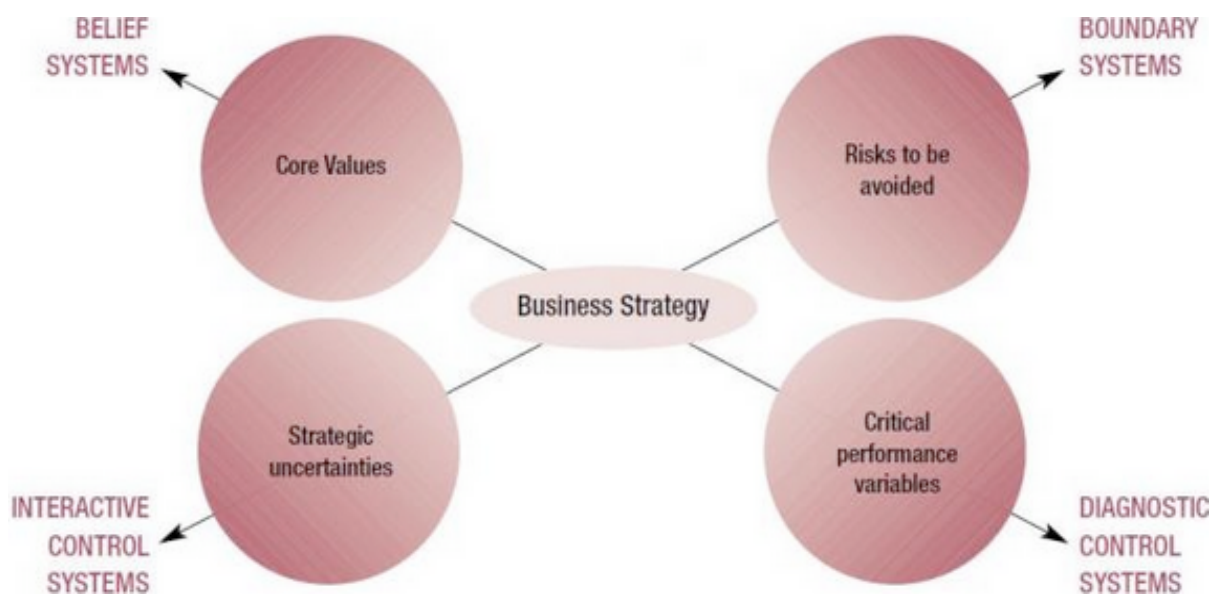 BELIEF
SYSTEMS
BOUNDARY
SYSTEMS
Core Values
Risks to be
avoided
Business Strategy
Strategic
uncertainties
Critical
performance
variables
INTERACTIVE
CONTROL
SYSTEMS
DIAGNOSTIC
CONTROL
SYSTEMS